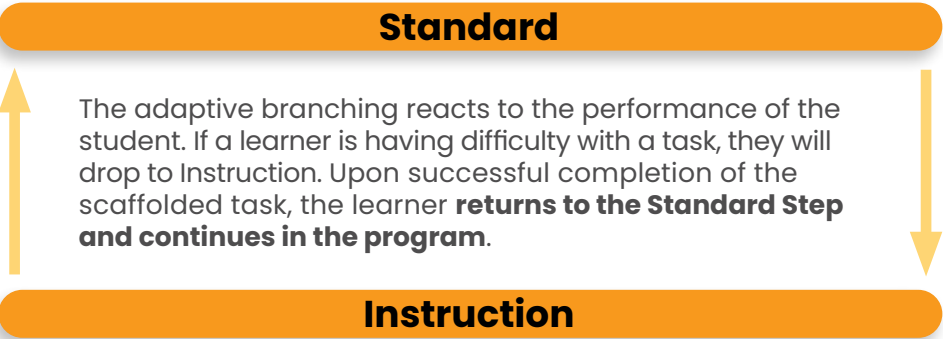 Standard
The adaptive branching reacts to the performance of the
student. If a learner is having difficulty with a task, they will
drop to Instruction. Upon successful completion of the
scaffolded task, the learner returns to the Standard Step
and continues in the program.
Instruction